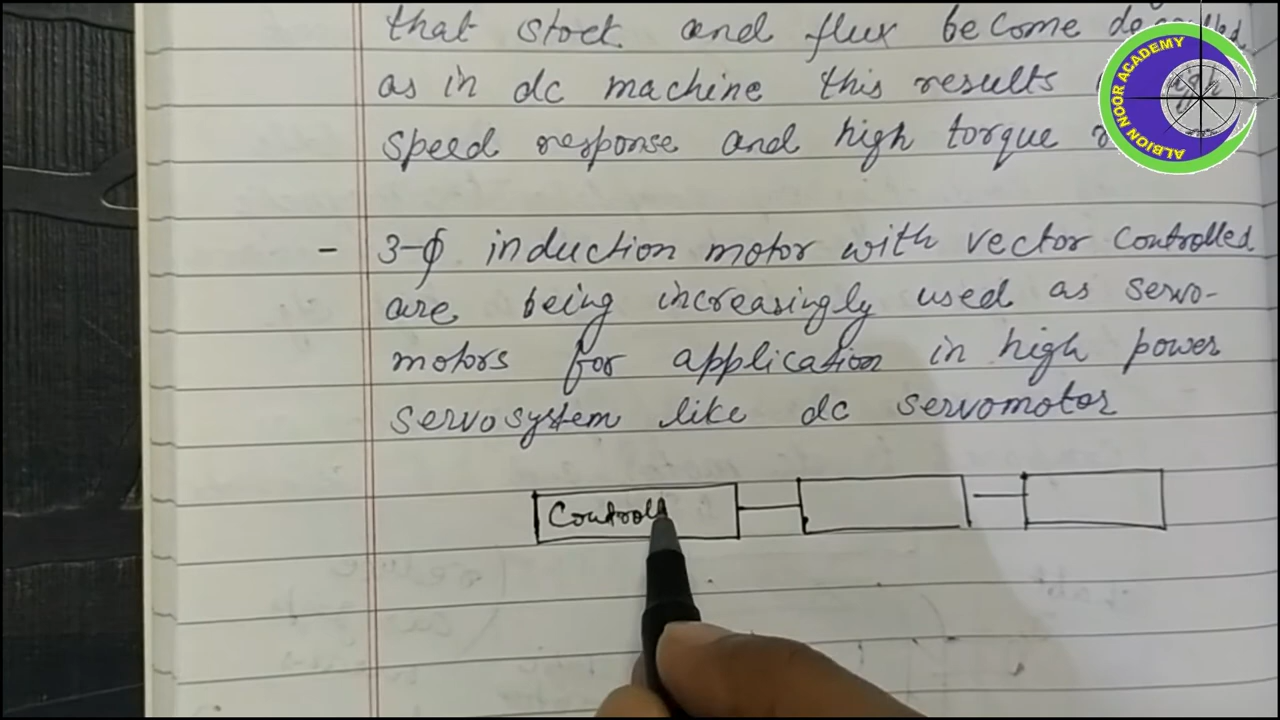 that stock and flux become
as in dc machine this results
speed response and high torque
- 3-ϕ induction motor with vector controlled
are being increasingly used as servo-
motors for application in high power
servosystem like dc servomotor
Controll
ALBION NOOR ACADEMY